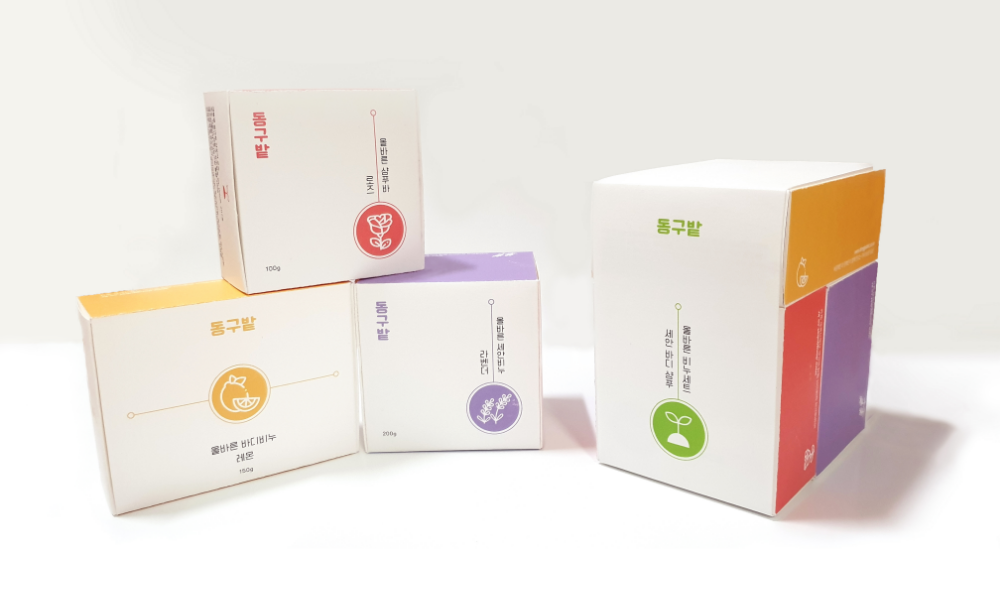 동구밭
올바른 샴푸바
로즈
100g
동구밭
올바른 바디비누
레몬
150g
동구밭
올바른 세안비누
라벤더
200g
동구밭
올바른 비누세트
세안 바디 샴푸